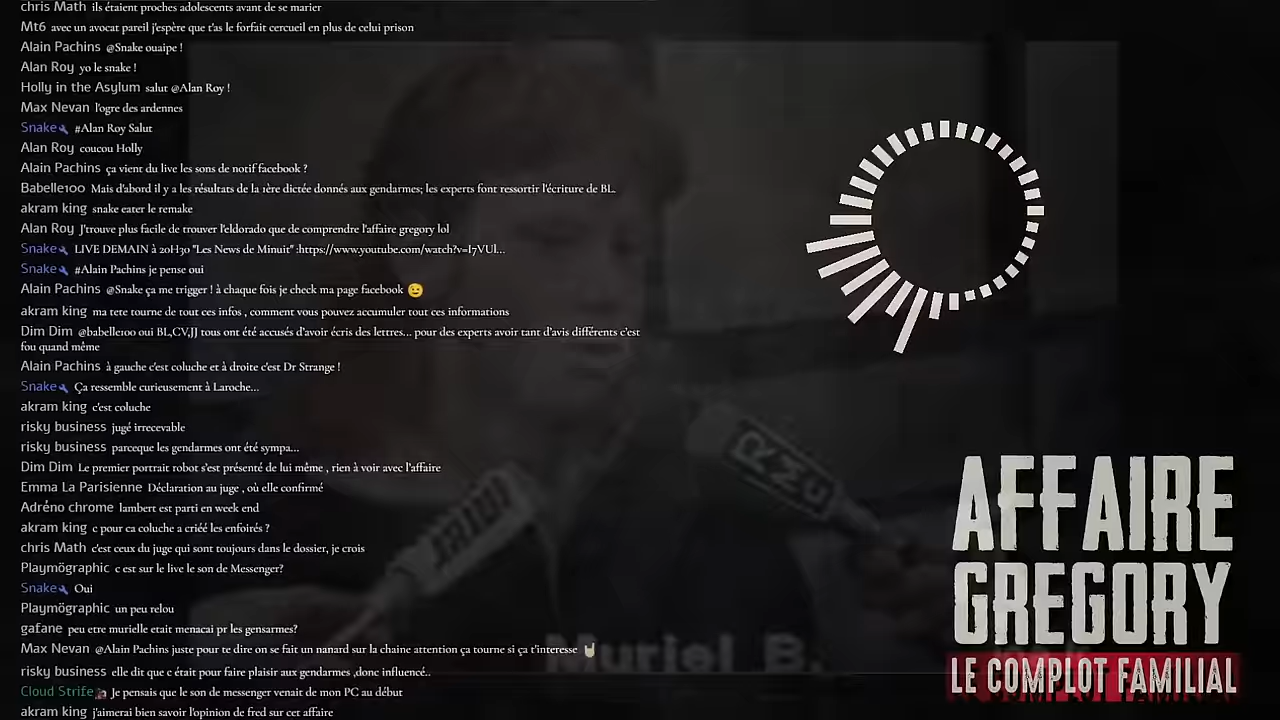 chris Math ils étaient proches adolescents avant de se marier
Mt6 avec un avocat pareil j'espère que t'as le forfait cercueil en plus de celui prison
Alain Pachins @Snake ouaipe !
Alan Roy yo le snake !
Holly in the Asylum salut @Alan Roy !
Max Nevan l'ogre des ardennes
Snake #Alan Roy Salut
Alan Roy coucou Holly
Alain Pachins ça vient du live les sons de notif facebook ?
Babelle100 Mais d'abord il y a les résultats de la 1ère dictée donnés aux gendarmes; les experts font ressortir l'écriture de BL.
akram king snake eater le remake
Alan Roy J'trouve plus facile de trouver l'eldorado que de comprendre l'affaire gregory lol
Snake LIVE DEMAIN à 20H30 "Les News de Minuit" :https://www.youtube.com/watch?v=I7VUl...
Snake #Alain Pachins je pense oui
Alain Pachins @Snake ça me trigger ! à chaque fois je check ma page facebook 😉
akram king ma tete tourne de tout ces infos , comment vous pouvez accumuler tout ces informations
Dim Dim @babelle100 oui BL,CV,JJ tous ont été accusés d'avoir écris des lettres... pour des experts avoir tant d'avis différents c'est
fou quand même
Alain Pachins à gauche c'est coluche et à droite c'est Dr Strange !
Snake Ça ressemble curieusement à Laroche...
akram king c'est coluche
risky business jugé irrecevable
risky business parceque les gendarmes ont été sympa...
Dim Dim Le premier portrait robot s'est présenté de lui même , rien à voir avec l'affaire
Emma La Parisienne Déclaration au juge , où elle confirmé
Adréno chrome lambert est parti en week end
akram king c pour ca coluche a criéé les enfoirés ?
chris Math c'est ceux du juge qui sont toujours dans le dossier, je crois
Playmögraphic c est sur le live le son de Messenger?
Snake Oui
Playmögraphic un peu relou
gafane peu etre murielle etait menacai pr les gensarmes?
Max Nevan @Alain Pachins juste pour te dire on se fait un nanard sur la chaine attention ça tourne si ça t'interesse 🤘
risky business elle dit que c était pour faire plaisir aux gendarmes ,donc influencé..
Cloud Strife Je pensais que le son de messenger venait de mon PC au début
akram king j'aimerai bien savoir l'opinion de fred sur cet affaire
RMC
Muriel B.
AFFAIRE
GREGORY
LE COMPLOT FAMILIAL